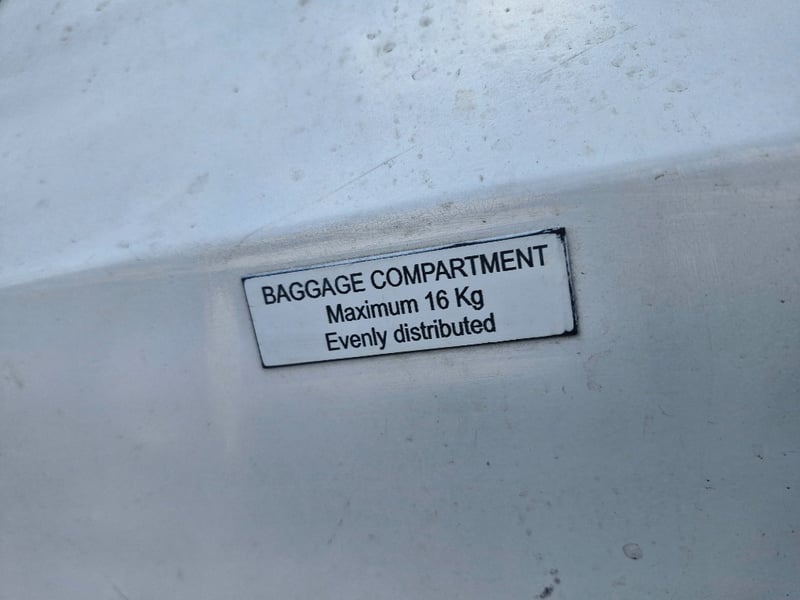 BAGGAGE COMPARTMENT
Maximum 16 Kg
Evenly distributed